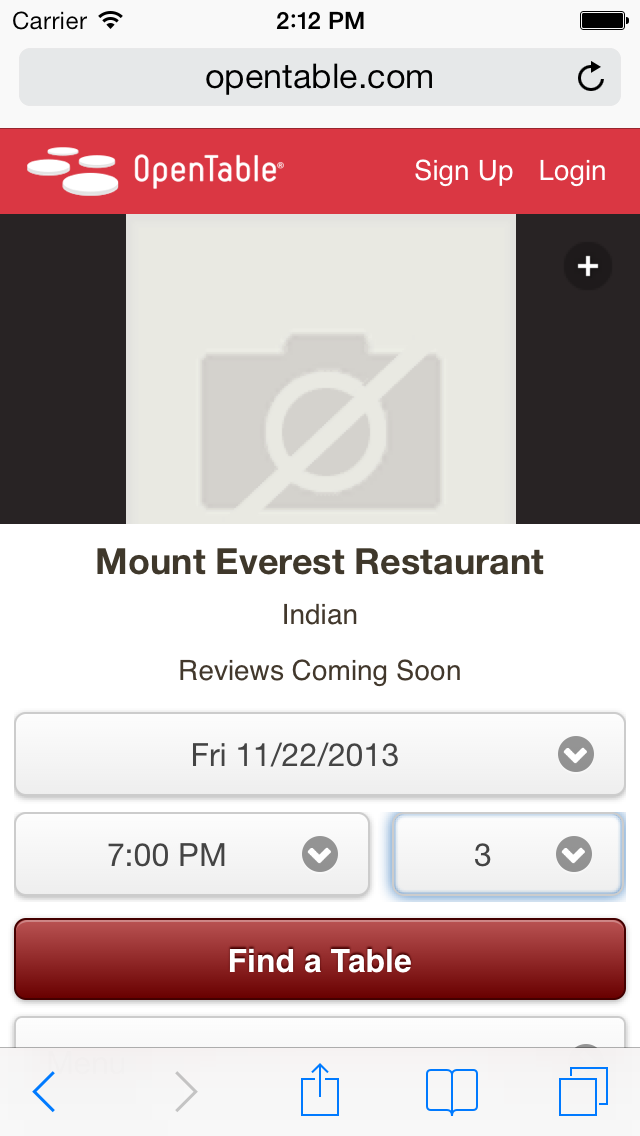 Carrier 2:12 PM
opentable.com
OpenTable® Sign Up Login
Mount Everest Restaurant
Indian
Reviews Coming Soon
Fri 11/22/2013
7:00 PM 3
Find a Table
Menu